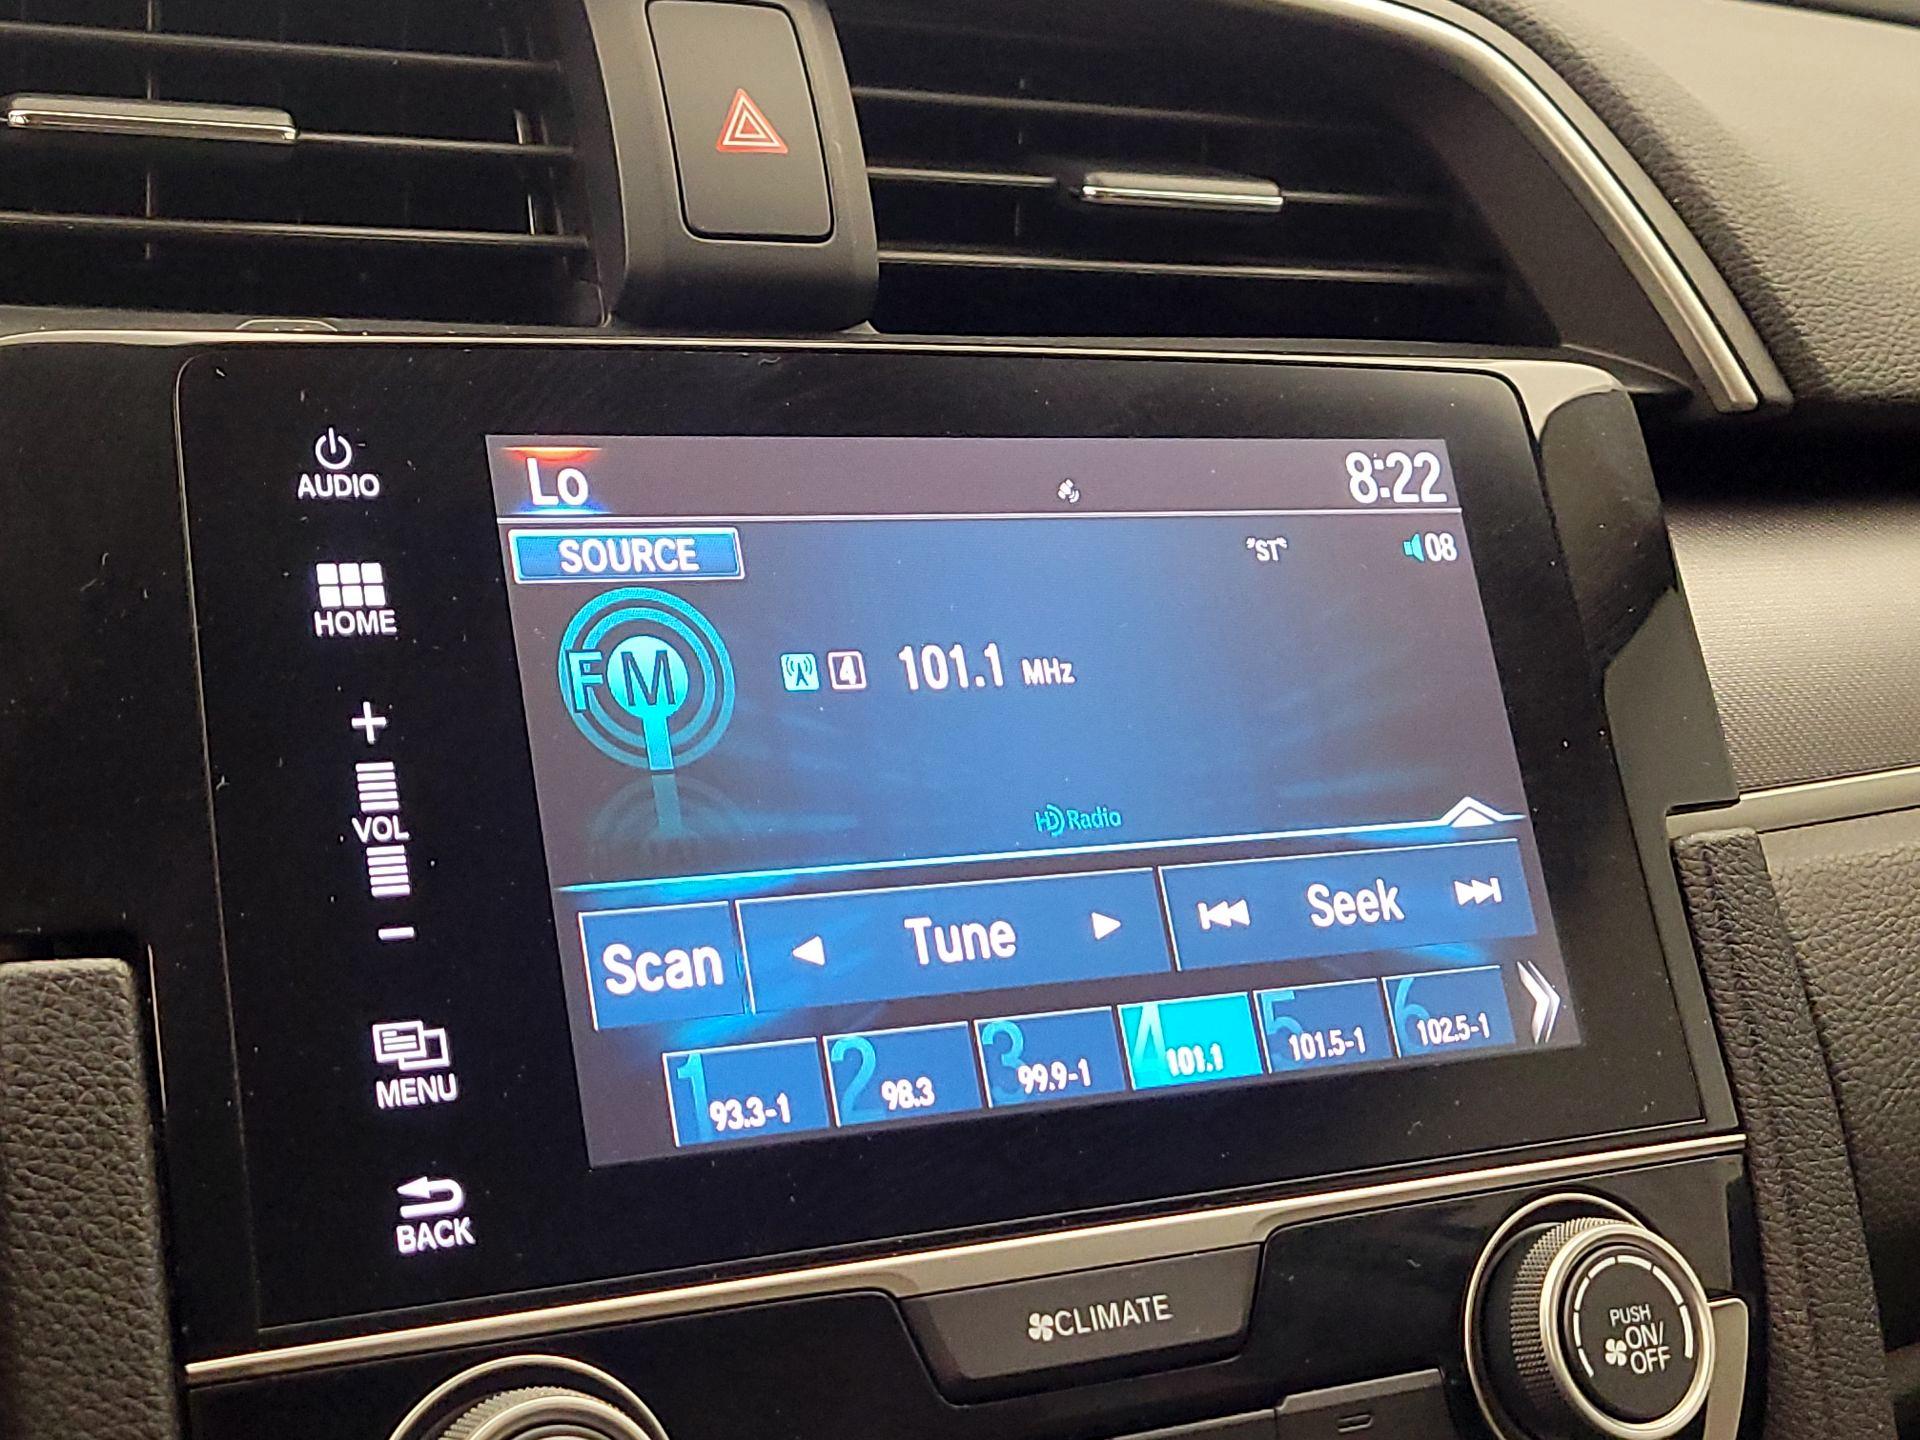 AUDIO
HOME
+
VOL
−
MENU
BACK
Lo
8:22
SOURCE
"ST"
08
FM
4 101.1 MHz
HD Radio
Scan
Tune
Seek
1 93.3-1
2 98.3
3 99.9-1
4 101.1
5 101.5-1
6 102.5-1
CLIMATE
PUSH
ON/
OFF